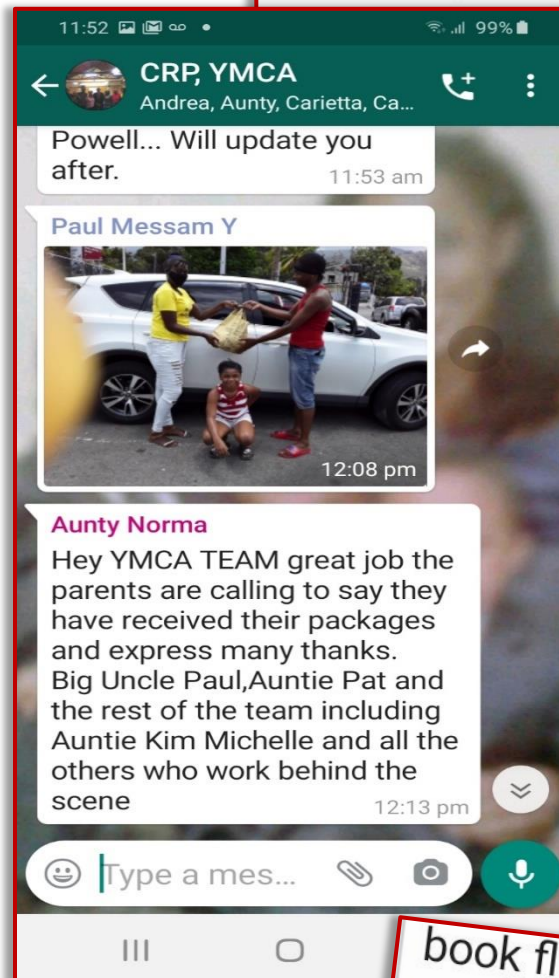 11:52
99%
CRP, YMCA
Andrea, Aunty, Carietta, Ca...
Powell... Will update you
after.
11:53 am
Paul Messam Y
12:08 pm
Aunty Norma
Hey YMCA TEAM great job the
parents are calling to say they
have received their packages
and express many thanks.
Big Uncle Paul,Auntie Pat and
the rest of the team including
Auntie Kim Michelle and all the
others who work behind the
scene
12:13 pm
Type a mes...
book fl